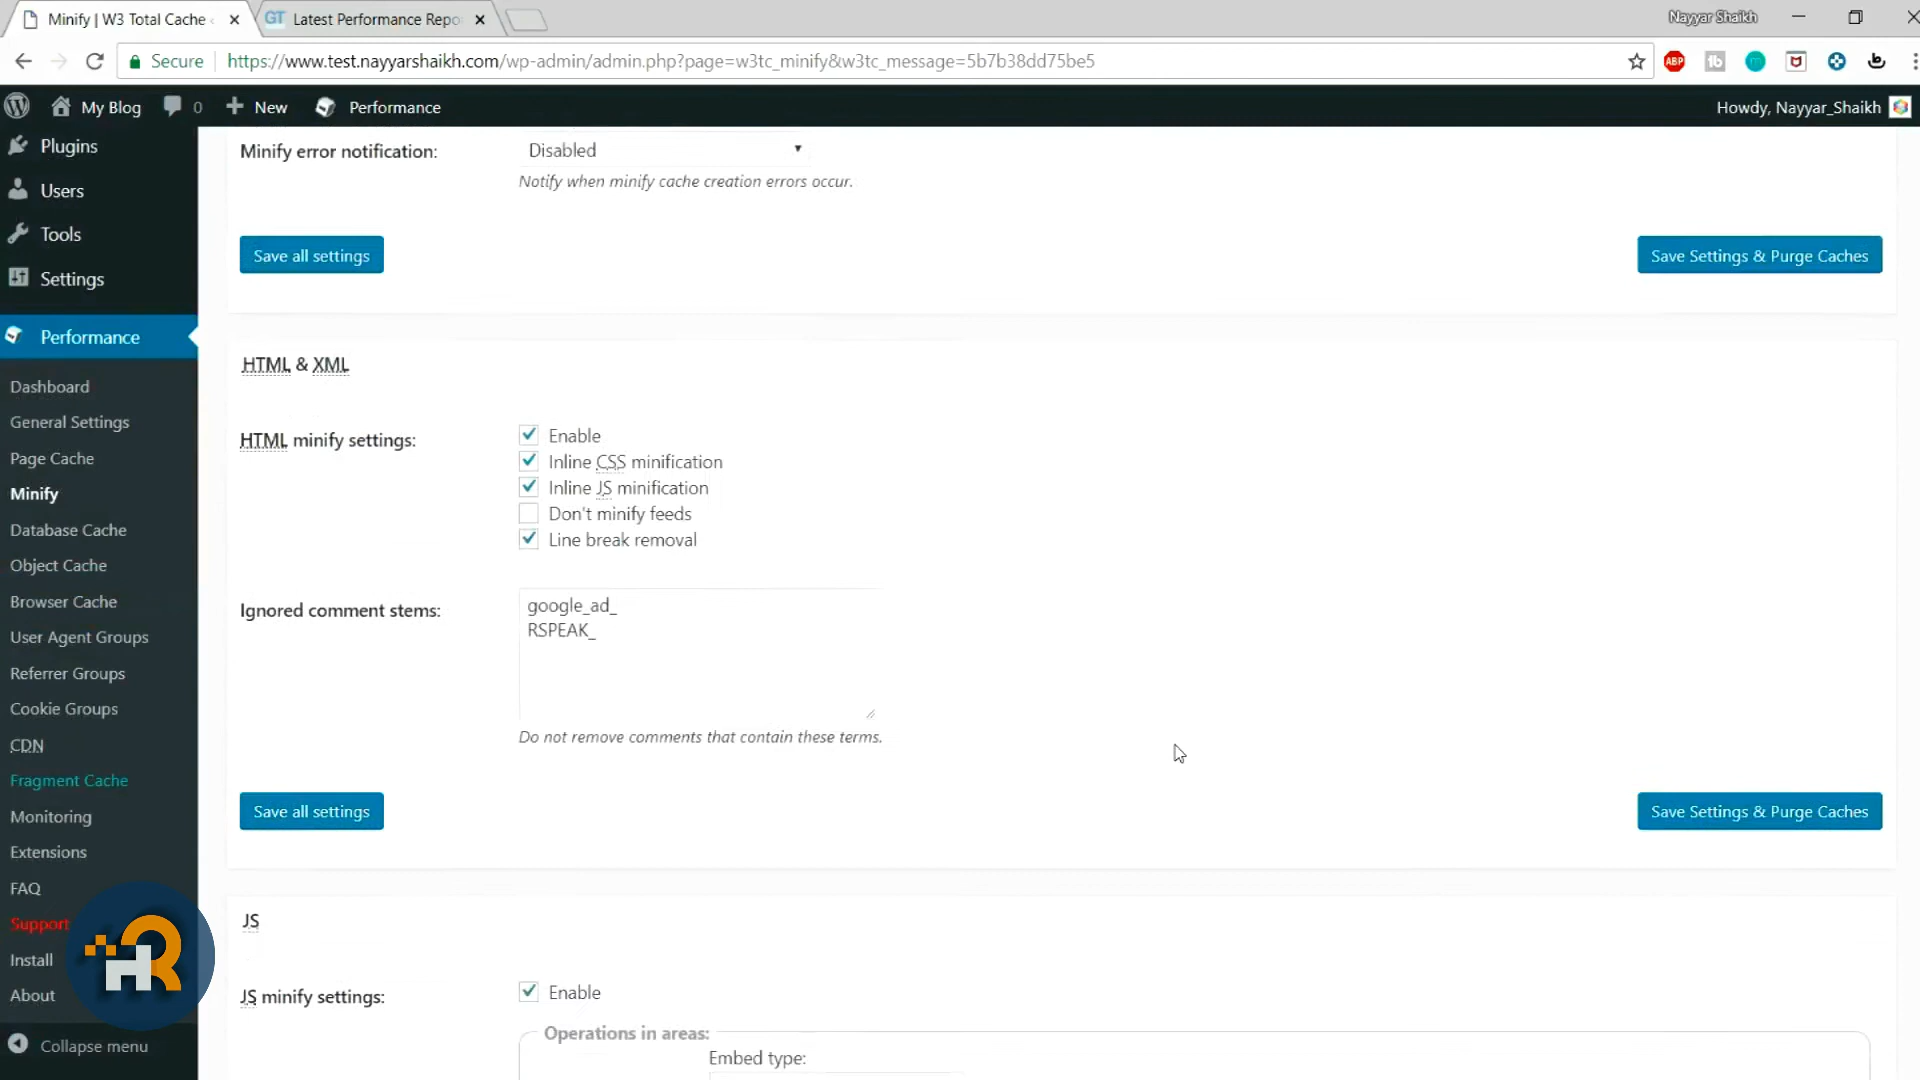 Minify | W3 Total Cache
GT Latest Performance Repo
Nayyar Shaikh
Secure https://www.test.nayyarshaikh.com/wp-admin/admin.php?page=w3tc_minify&w3tc_message=5b7b38dd75be5
ABP
My Blog 0 New Performance
Howdy, Nayyar_Shaikh
Plugins
Users
Tools
Settings
Performance
Dashboard
General Settings
Page Cache
Minify
Database Cache
Object Cache
Browser Cache
User Agent Groups
Referrer Groups
Cookie Groups
CDN
Fragment Cache
Monitoring
Extensions
FAQ
Support
Install
About
Collapse menu
HR
Minify error notification: Disabled
Notify when minify cache creation errors occur.
Save all settings Save Settings & Purge Caches
HTML & XML
HTML minify settings: Enable
Inline CSS minification
Inline JS minification
Don't minify feeds
Line break removal
Ignored comment stems: google_ad_
RSPEAK_
Do not remove comments that contain these terms.
Save all settings Save Settings & Purge Caches
JS
JS minify settings: Enable
Operations in areas:
Embed type: